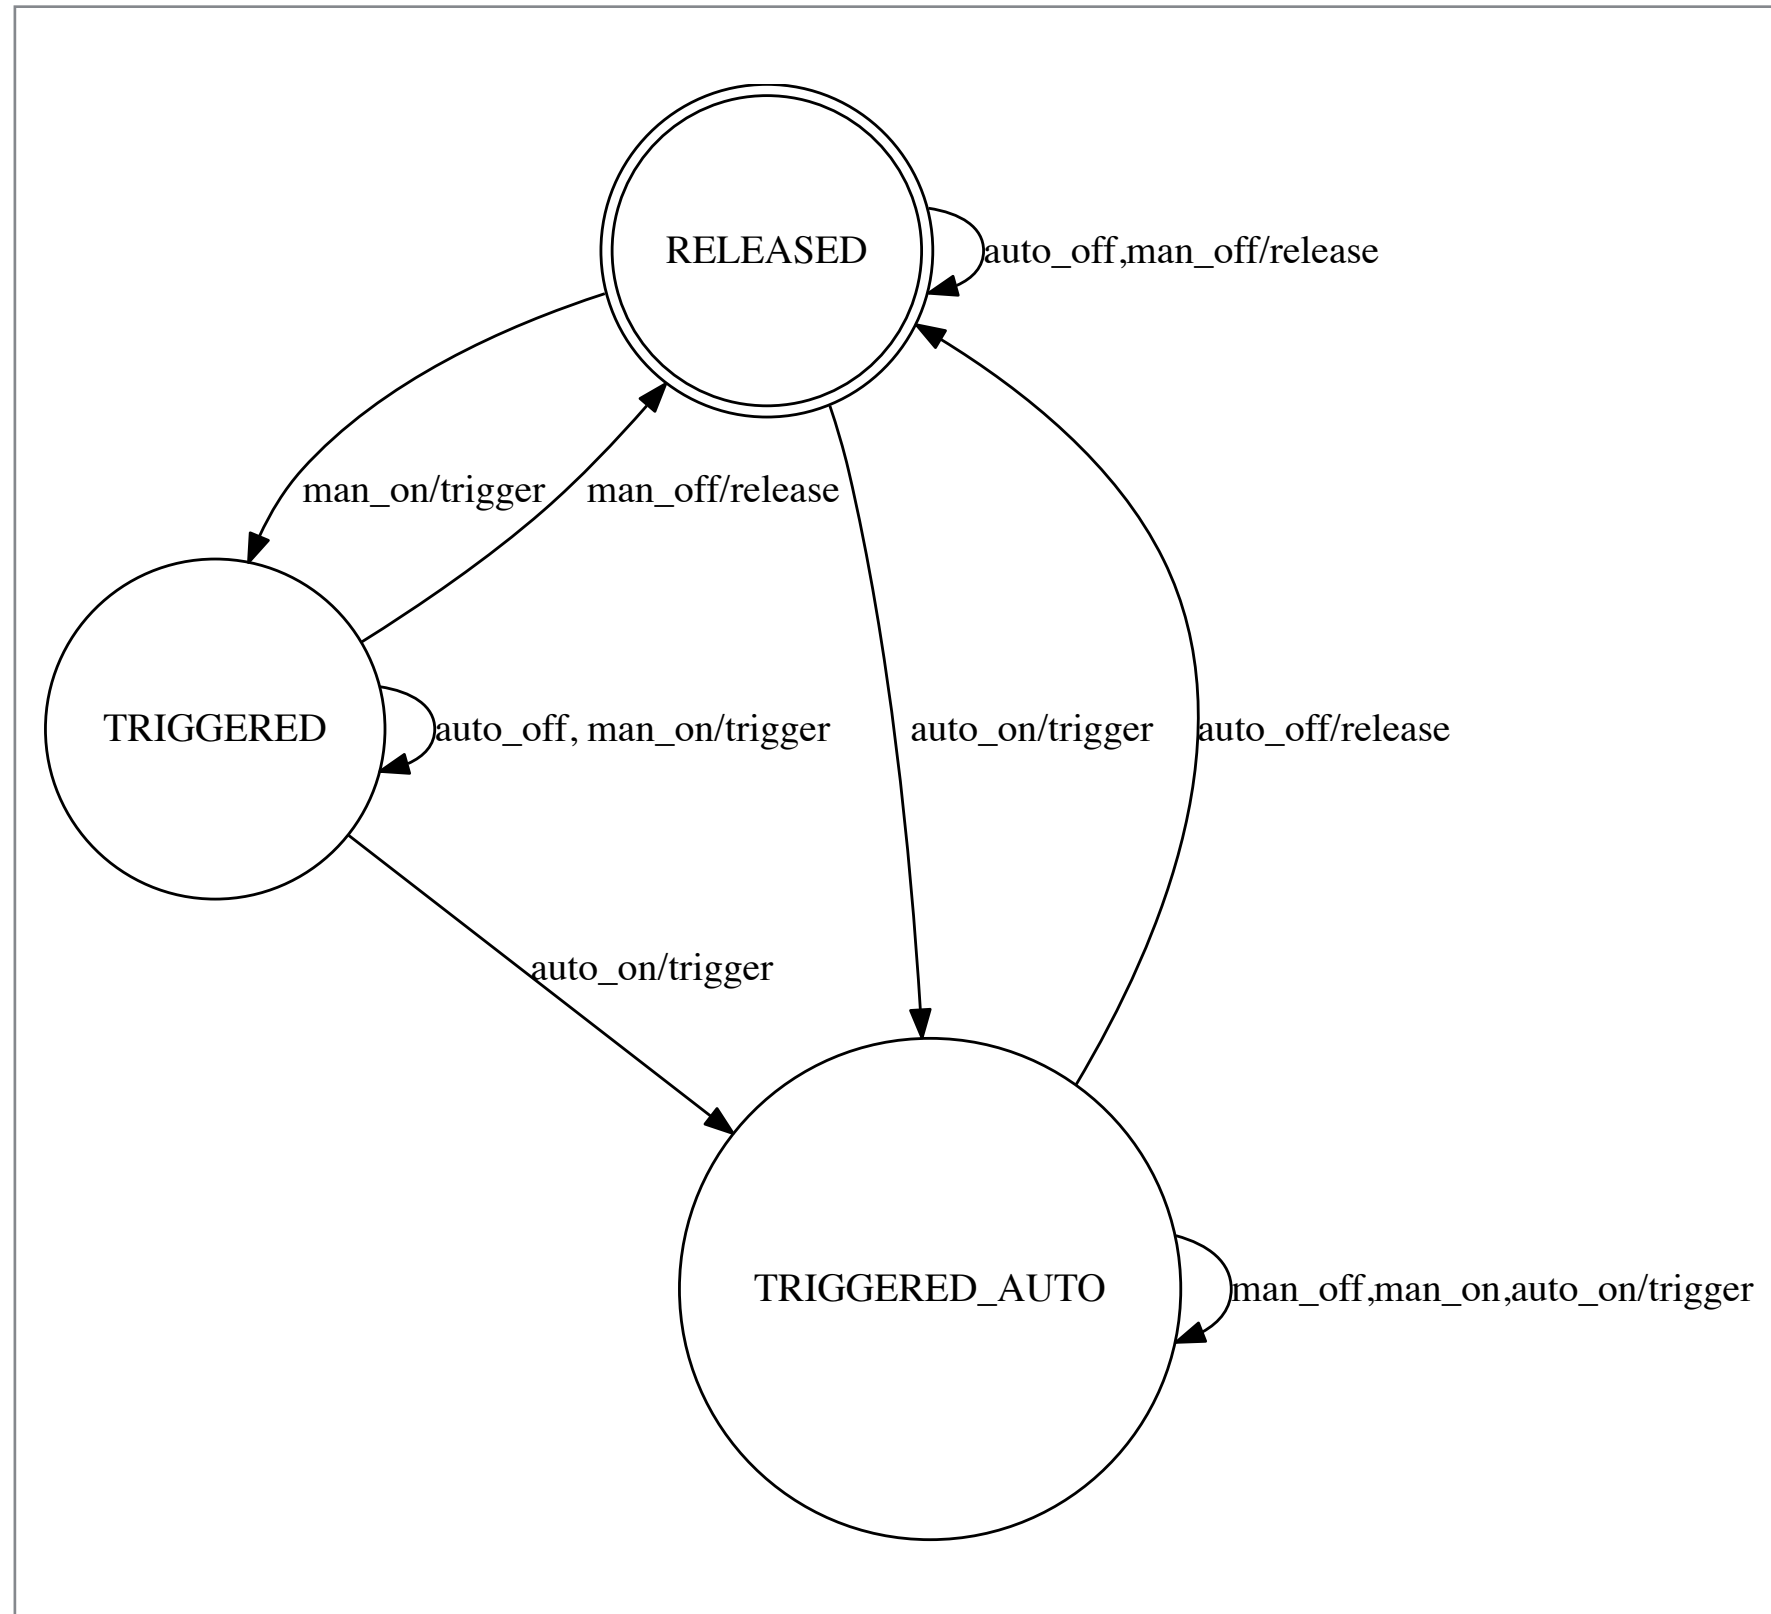 RELEASED
auto_off,man_off/release
man_on/trigger
man_off/release
TRIGGERED
auto_off, man_on/trigger
auto_on/trigger
auto_off/release
auto_on/trigger
TRIGGERED_AUTO
man_off,man_on,auto_on/trigger